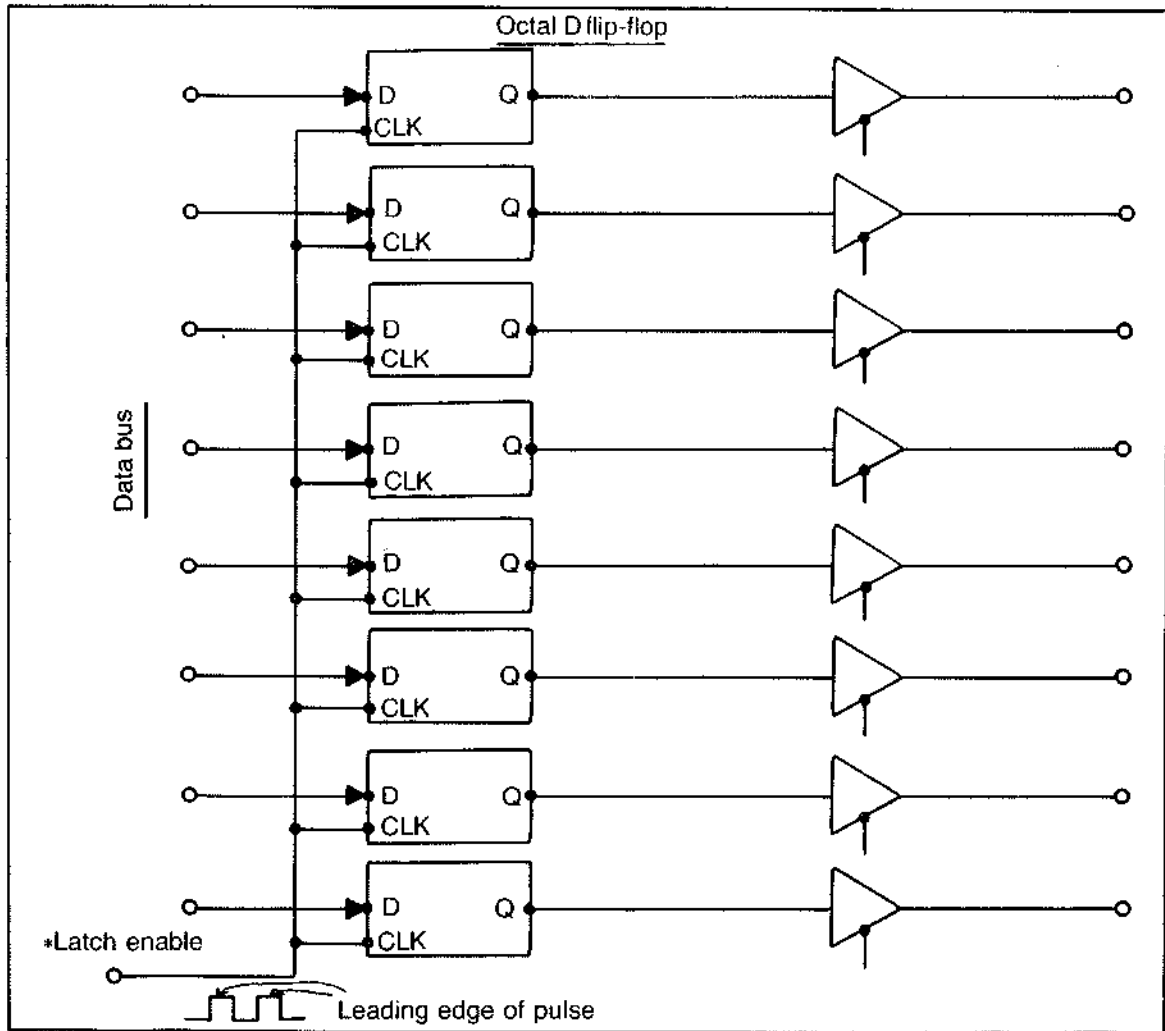 Octal D flip-flop
D Q
CLK
D Q
CLK
D Q
CLK
D Q
CLK
D Q
CLK
D Q
CLK
D Q
CLK
D Q
CLK
Data bus
*Latch enable
Leading edge of pulse